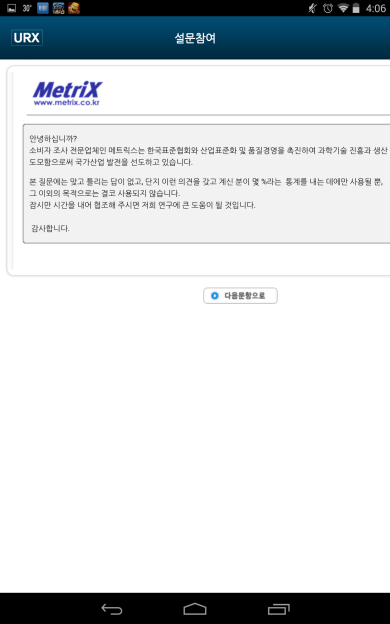 30°
4:06
URX
설문참여
MetriX
www.metrix.co.kr
안녕하십니까?
소비자 조사 전문업체인 메트릭스는 한국표준협회와 산업표준화 및 품질경영을 촉진하여 과학기술 진흥과 생산
도모함으로써 국가산업 발전을 선도하고 있습니다.
본 질문에는 맞고 틀리는 답이 없고, 단지 이런 의견을 갖고 계신 분이 몇 %라는 통계를 내는 데에만 사용될 뿐,
그 이외의 목적으로는 결코 사용되지 않습니다.
잠시만 시간을 내어 협조해 주시면 저희 연구에 큰 도움이 될 것입니다.
감사합니다.
다음문항으로